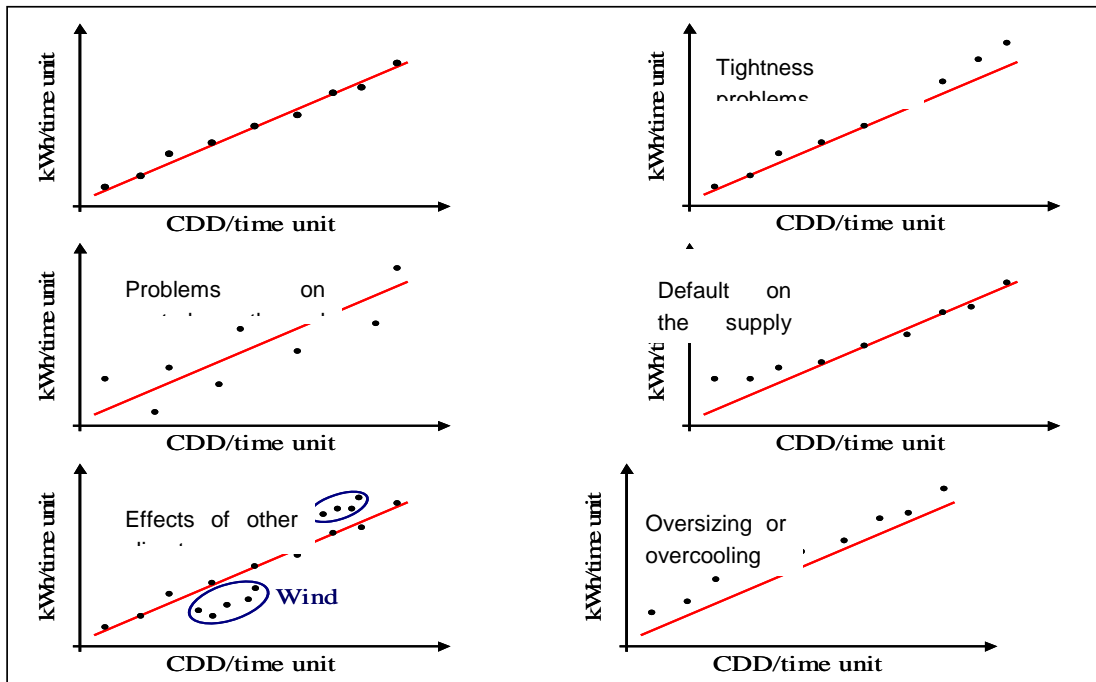 kWh/time unit
CDD/time unit
kWh/time unit
Tightness
problems
CDD/time unit
kWh/time unit
Problems on
CDD/time unit
Default on
the supply
CDD/time unit
kWh/time unit
Effects of other
Wind
CDD/time unit
kWh/time unit
Oversizing or
overcooling
CDD/time unit